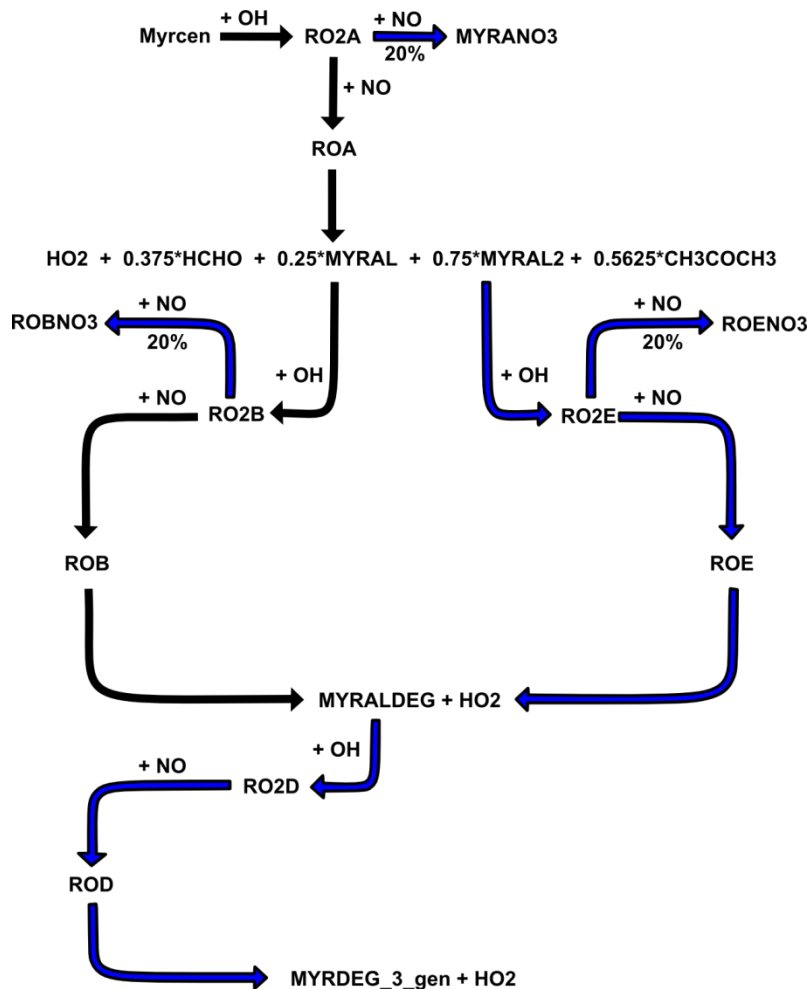 Myrcen + OH RO2A + NO 20% MYRANO3
+ NO
ROA
HO2 + 0.375*HCHO + 0.25*MYRAL + 0.75*MYRAL2 + 0.5625*CH3COCH3
ROBNO3 + NO 20% + NO 20% ROENO3
+ OH + OH
+ NO RO2B RO2E + NO
ROB ROE
MYRALDEG + HO2
+ OH
+ NO RO2D
ROD
MYRDEG_3_gen + HO2